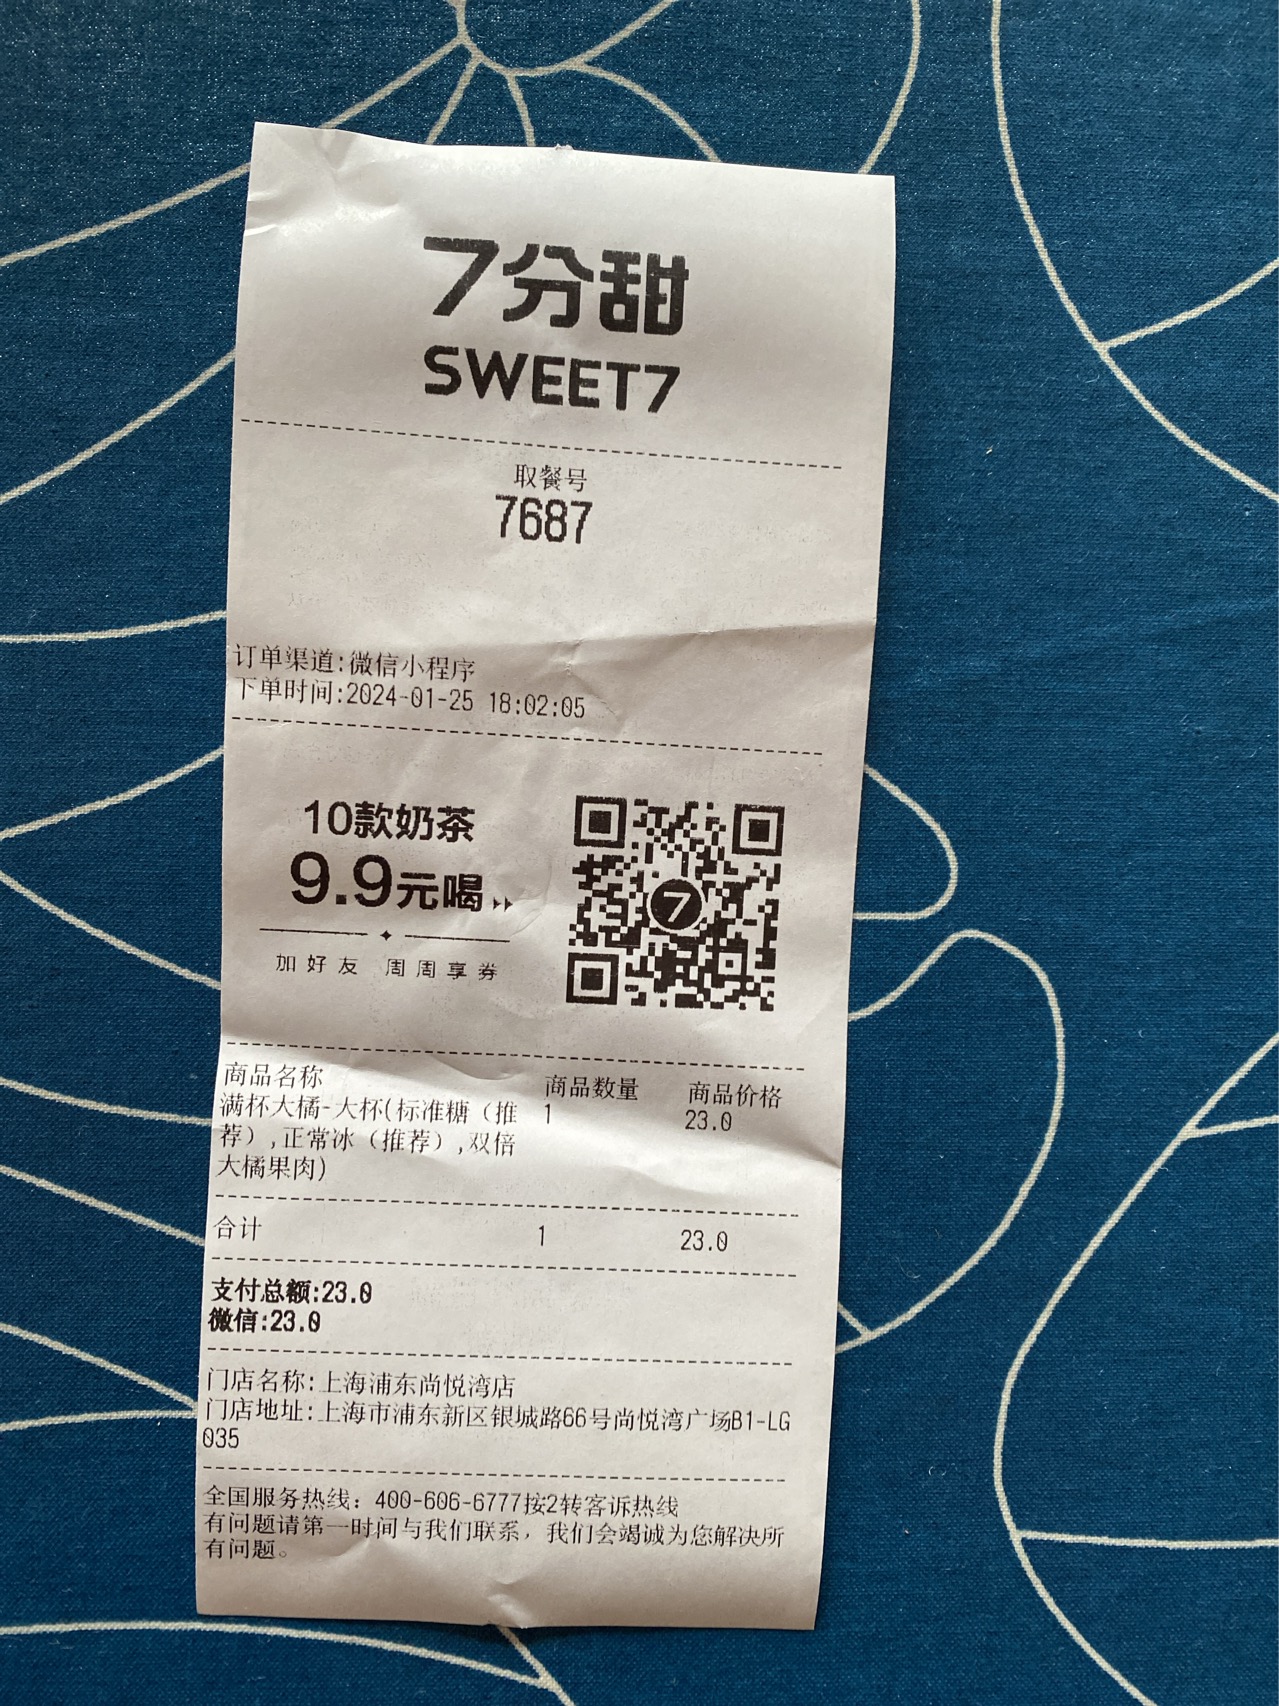 7分甜
SWEET7
取餐号
7687
订单渠道:微信小程序
下单时间:2024-01-25 18:02:05
10款奶茶
9.9元喝
加好友 周周享券
7
商品名称 商品数量 商品价格
满杯大橘-大杯(标准糖（推 1 23.0
荐）,正常冰（推荐）,双倍
大橘果肉)
合计 1 23.0
支付总额:23.0
微信:23.0
门店名称:上海浦东尚悦湾店
门店地址:上海市浦东新区银城路66号尚悦湾广场B1-LG
035
全国服务热线：400-606-6777按2转客诉热线
有问题请第一时间与我们联系，我们会竭诚为您解决所
有问题。